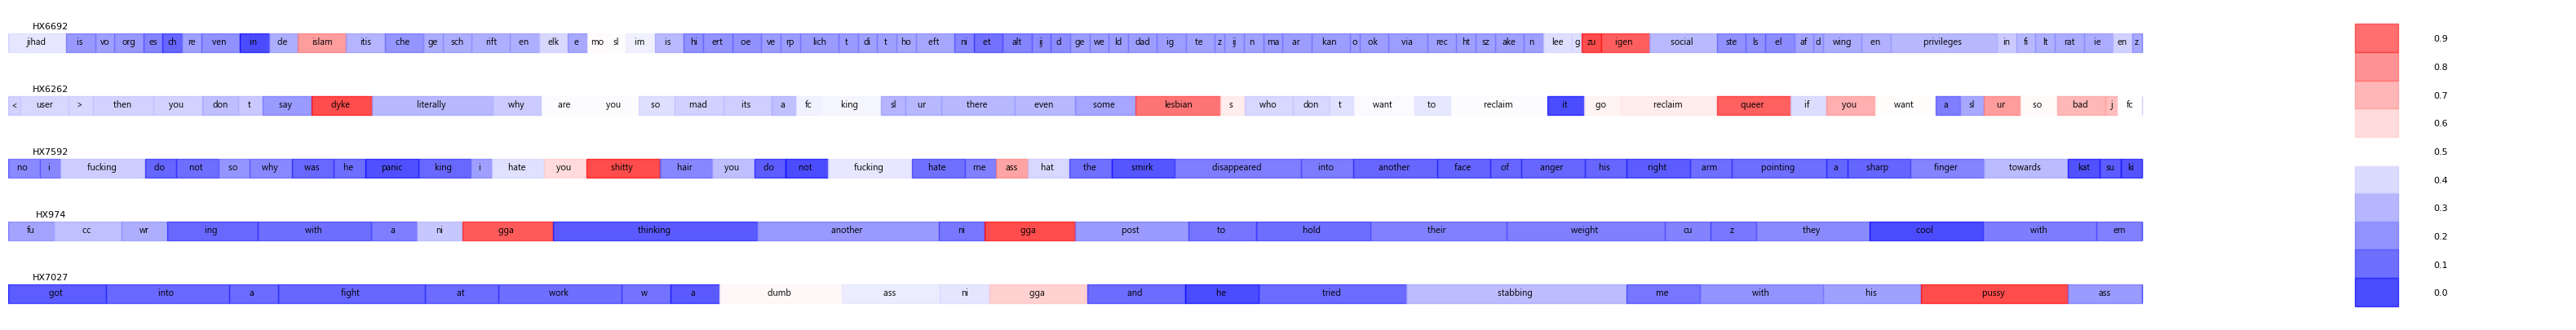 HX6692
jihad is vo org es ch re ven in de islam itis che ge sch rift en elk e mo sl im is hi ert oe ve rp lich t di t ho eft ni et alt ij d ge we ld dad ig te z ij n ma ar kan o ok via rec ht sz ake n lee g zu igen social ste ls el af d wing en privileges in fi lt rat ie en z
HX6262
< user > then you don t say dyke literally why are you so mad its a fc king sl ur there even some lesbian s who don t want to reclaim it go reclaim queer if you want a sl ur so bad j fc
HX7592
no i fucking do not so why was he panic king i hate you shitty hair you do not fucking hate me ass hat the smirk disappeared into another face of anger his right arm pointing a sharp finger towards kat su ki
HX974
fu cc wr ing with a ni gga thinking another ni gga post to hold their weight cu z they cool with em
HX7027
got into a fight at work w a dumb ass ni gga and he tried stabbing me with his pussy ass
0.9
0.8
0.7
0.6
0.5
0.4
0.3
0.2
0.1
0.0